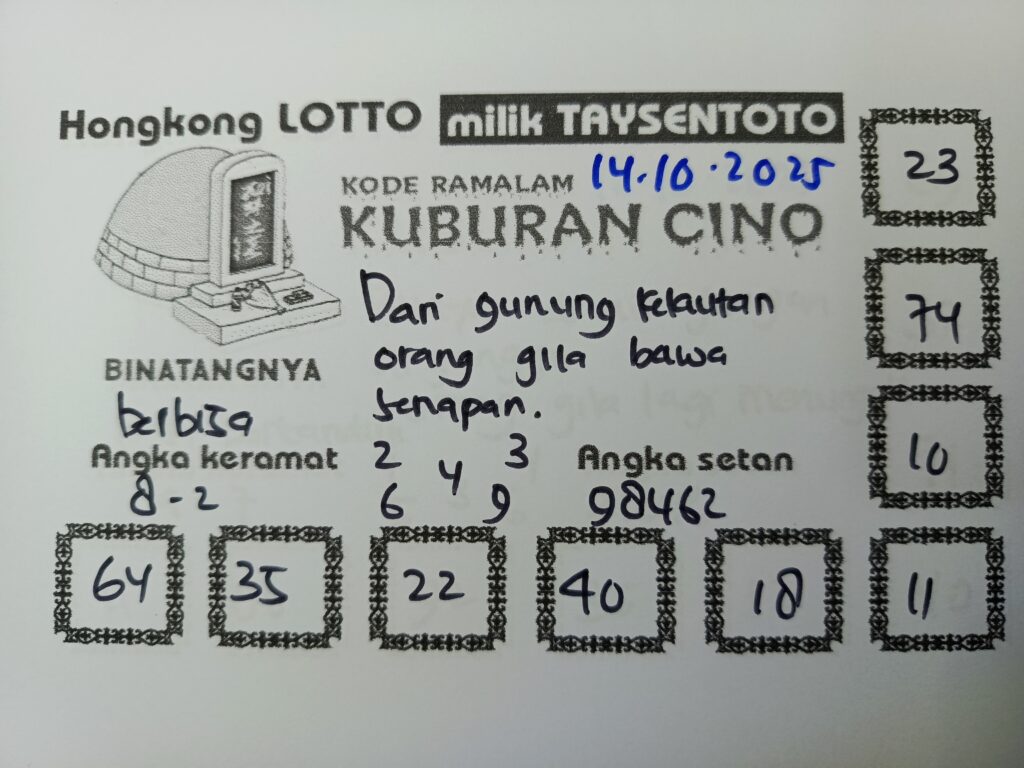 Hongkong LOTTO milik TAYSENTOTO
KODE RAMALAM 14.10.2025
KUBURAN CINO
23
Dari gunung kelautan
orang gila bawa
senapan.
74
BINATANGNYA
berbisa
Angka keramat
8-2
2 3
4
6 9
Angka setan
98462
10
64 35 22 40 18 11